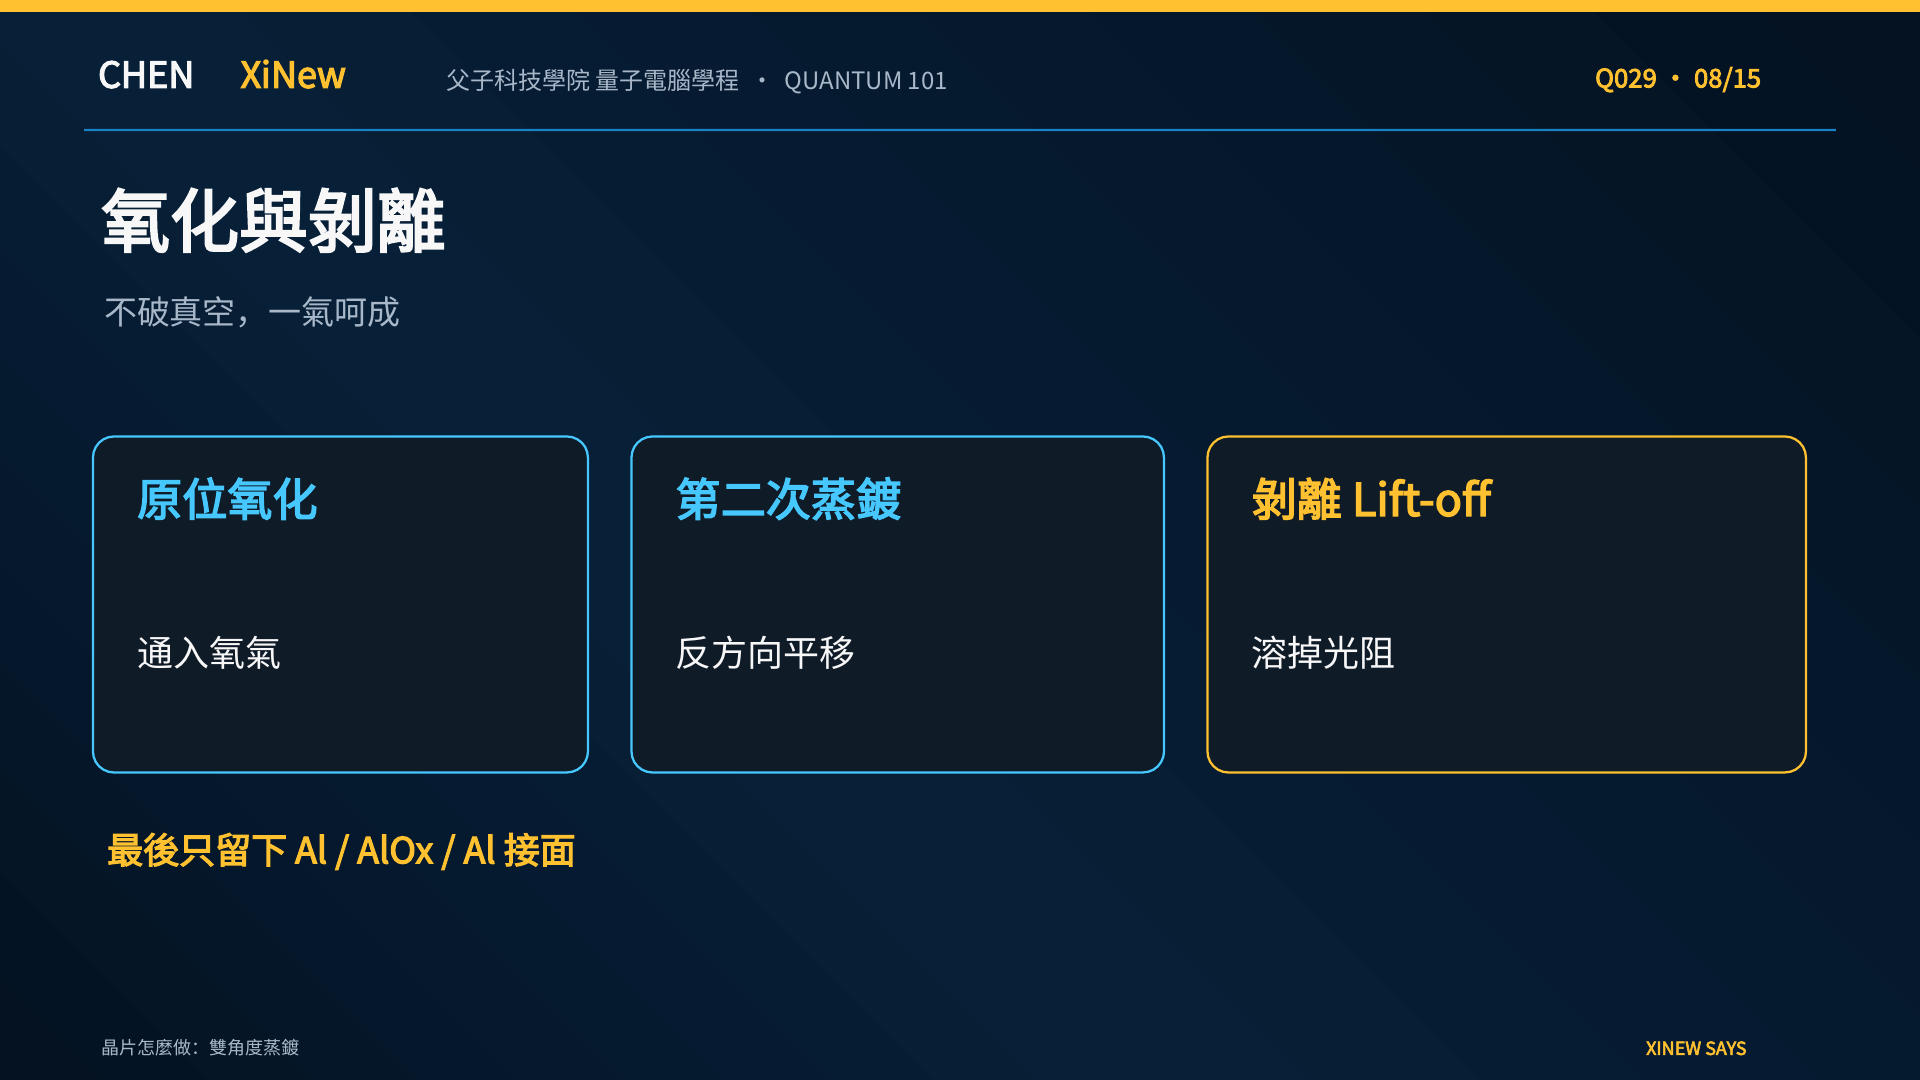 CHEN XiNew 父子科技學院 量子電腦學程 • QUANTUM 101 Q029 • 08/15
氧化與剝離
不破真空，一氣呵成
原位氧化
通入氧氣
第二次蒸鍍
反方向平移
剝離 Lift-off
溶掉光阻
最後只留下 Al / AlOx / Al 接面
晶片怎麼做：雙角度蒸鍍
XINEW SAYS